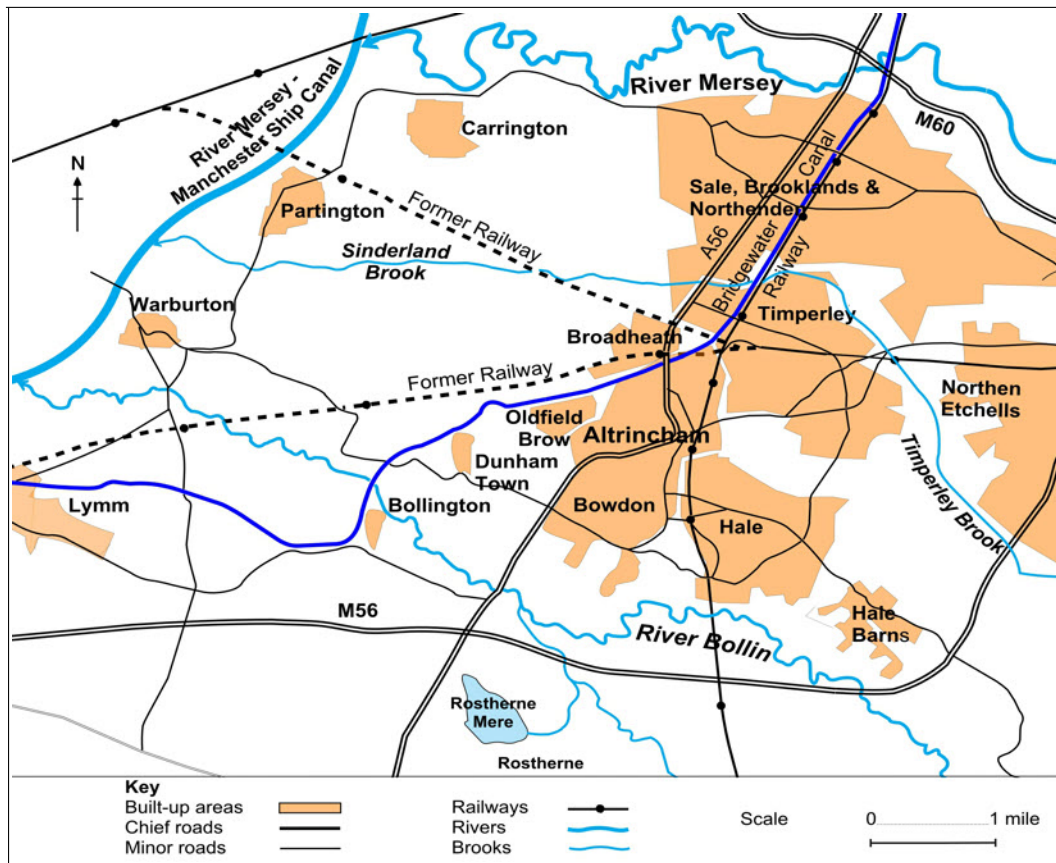 River Mersey
M60
River Mersey -
Manchester Ship Canal
N
Carrington
Canal
Sale, Brooklands &
Northenden
Partington
Former Railway
A56
Bridgewater
Railway
Sinderland
Brook
Warburton
Timperley
Broadheath
Former Railway
Northen
Etchells
Oldfield
Brow
Altrincham
Dunham
Town
Timperley Brook
Lymm
Bollington
Bowdon
Hale
M56
Hale
Barns
River Bollin
Rostherne
Mere
Rostherne
Key
Built-up areas
Chief roads
Minor roads
Railways
Rivers
Brooks
Scale
0 1 mile